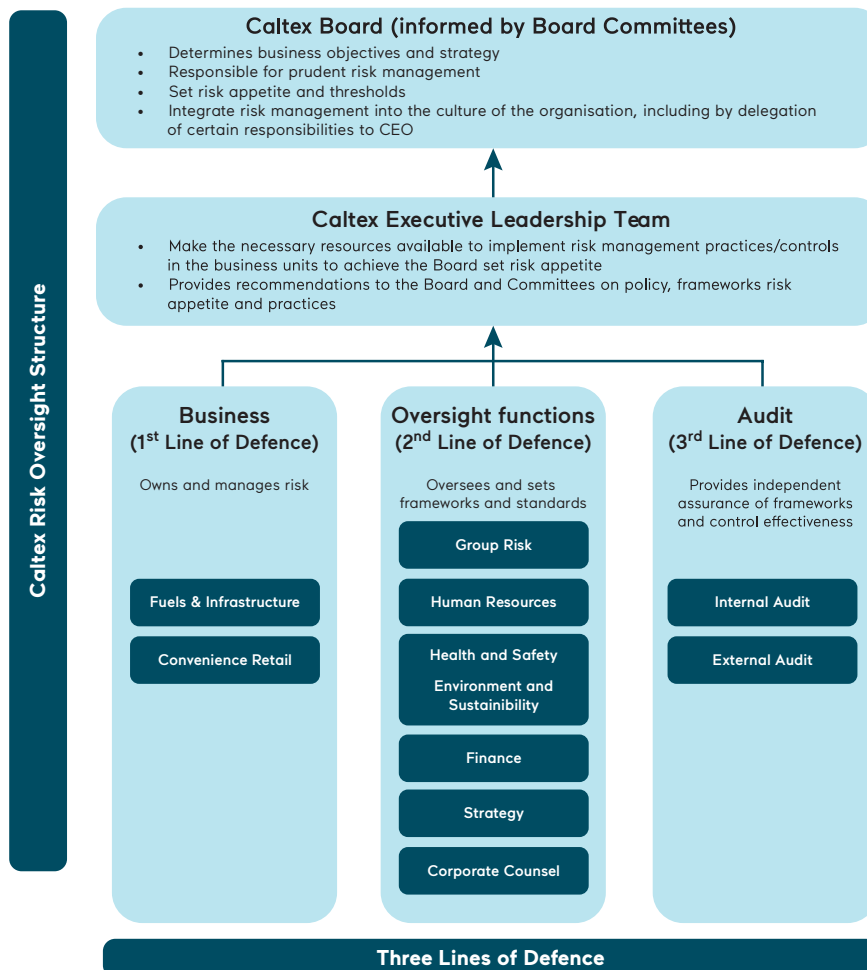 Caltex Risk Oversight Structure
Caltex Board (informed by Board Committees)
• Determines business objectives and strategy
• Responsible for prudent risk management
• Set risk appetite and thresholds
• Integrate risk management into the culture of the organisation, including by delegation
of certain responsibilities to CEO
Caltex Executive Leadership Team
• Make the necessary resources available to implement risk management practices/controls
in the business units to achieve the Board set risk appetite
• Provides recommendations to the Board and Committees on policy, frameworks risk
appetite and practices
Business
(1st Line of Defence)
Owns and manages risk
Fuels & Infrastructure
Convenience Retail
Oversight functions
(2nd Line of Defence)
Oversees and sets
frameworks and standards
Group Risk
Human Resources
Health and Safety
Environment and
Sustainibility
Finance
Strategy
Corporate Counsel
Audit
(3rd Line of Defence)
Provides independent
assurance of frameworks
and control effectiveness
Internal Audit
External Audit
Three Lines of Defence